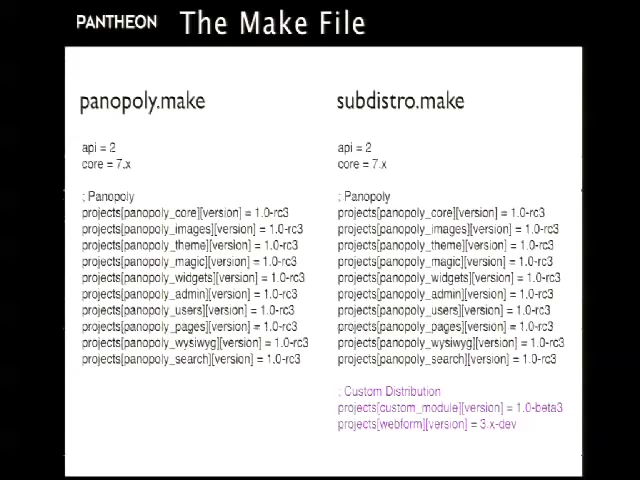 PANTHEON The Make File
panopoly.make
api = 2
core = 7.x
; Panopoly
projects[panopoly_core][version] = 1.0-rc3
projects[panopoly_images][version] = 1.0-rc3
projects[panopoly_theme][version] = 1.0-rc3
projects[panopoly_magic][version] = 1.0-rc3
projects[panopoly_widgets][version] = 1.0-rc3
projects[panopoly_admin][version] = 1.0-rc3
projects[panopoly_users][version] = 1.0-rc3
projects[panopoly_pages][version] = 1.0-rc3
projects[panopoly_wysiwyg][version] = 1.0-rc3
projects[panopoly_search][version] = 1.0-rc3
subdistro.make
api = 2
core = 7.x
; Panopoly
projects[panopoly_core][version] = 1.0-rc3
projects[panopoly_images][version] = 1.0-rc3
projects[panopoly_theme][version] = 1.0-rc3
projects[panopoly_magic][version] = 1.0-rc3
projects[panopoly_widgets][version] = 1.0-rc3
projects[panopoly_admin][version] = 1.0-rc3
projects[panopoly_users][version] = 1.0-rc3
projects[panopoly_pages][version] = 1.0-rc3
projects[panopoly_wysiwyg][version] = 1.0-rc3
projects[panopoly_search][version] = 1.0-rc3
; Custom Distribution
projects[custom_module][version] = 1.0-beta3
projects[webform][version] = 3.x-dev